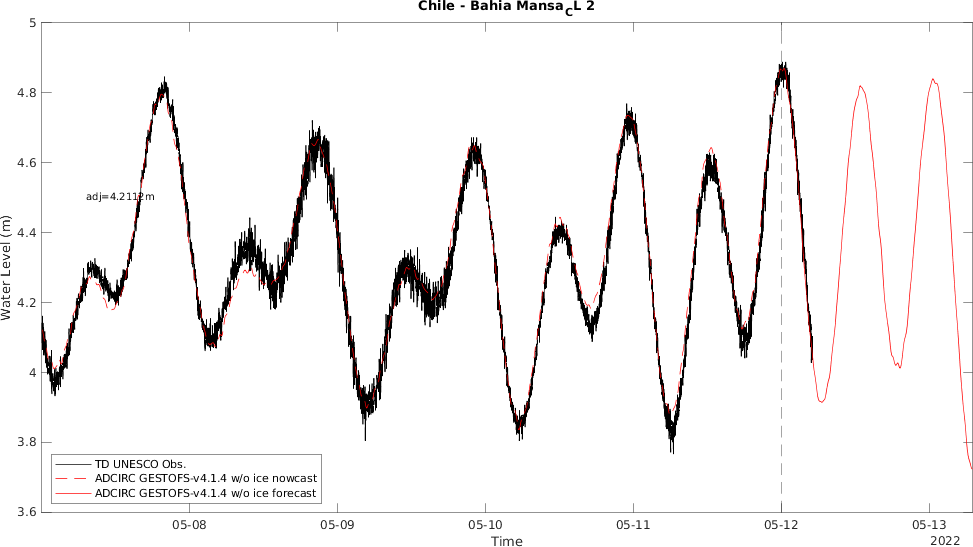 Chile - Bahia Mansa_CL 2
5
4.8
4.6
4.4
4.2
4
3.8
3.6
Water Level (m)
adj=4.2112m
TD UNESCO Obs.
ADCIRC GESTOFS-v4.1.4 w/o ice nowcast
ADCIRC GESTOFS-v4.1.4 w/o ice forecast
05-08 05-09 05-10 05-11 05-12 05-13
Time
2022